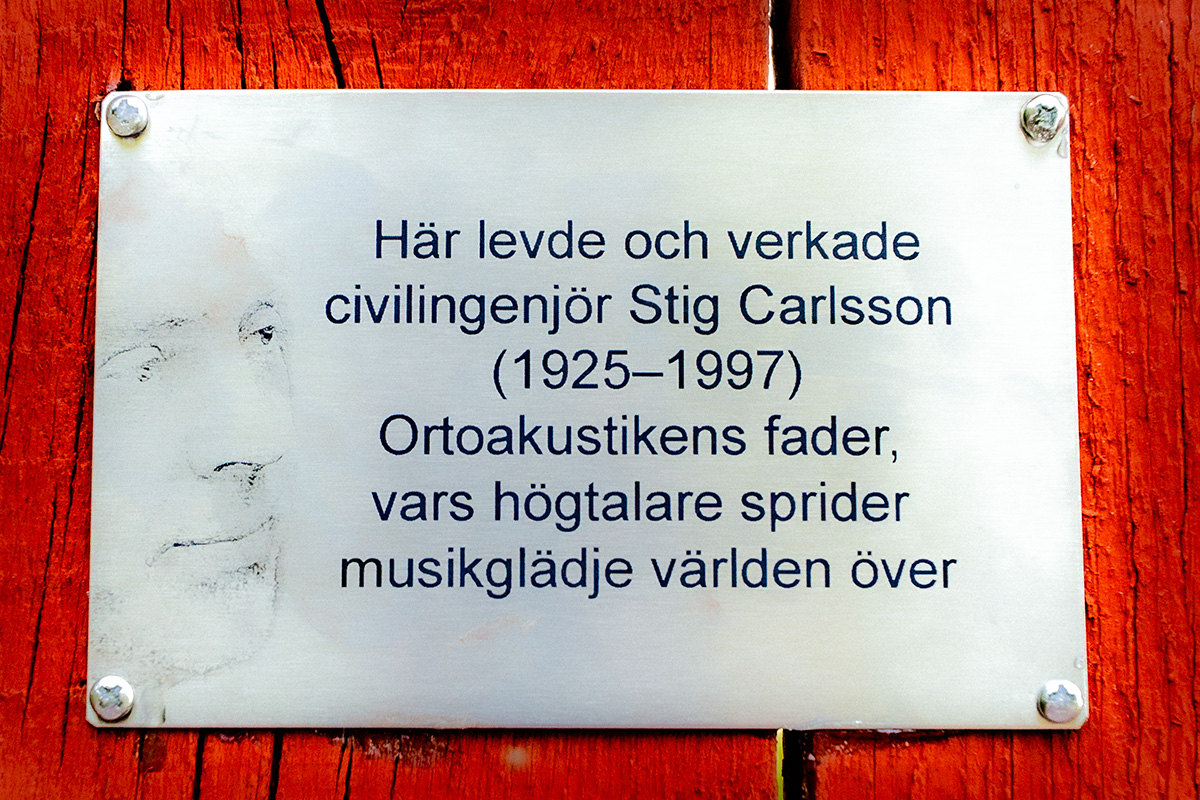 Här levde och verkade
civilingenjör Stig Carlsson
(1925–1997)
Ortoakustikens fader,
vars högtalare sprider
musikglädje världen över